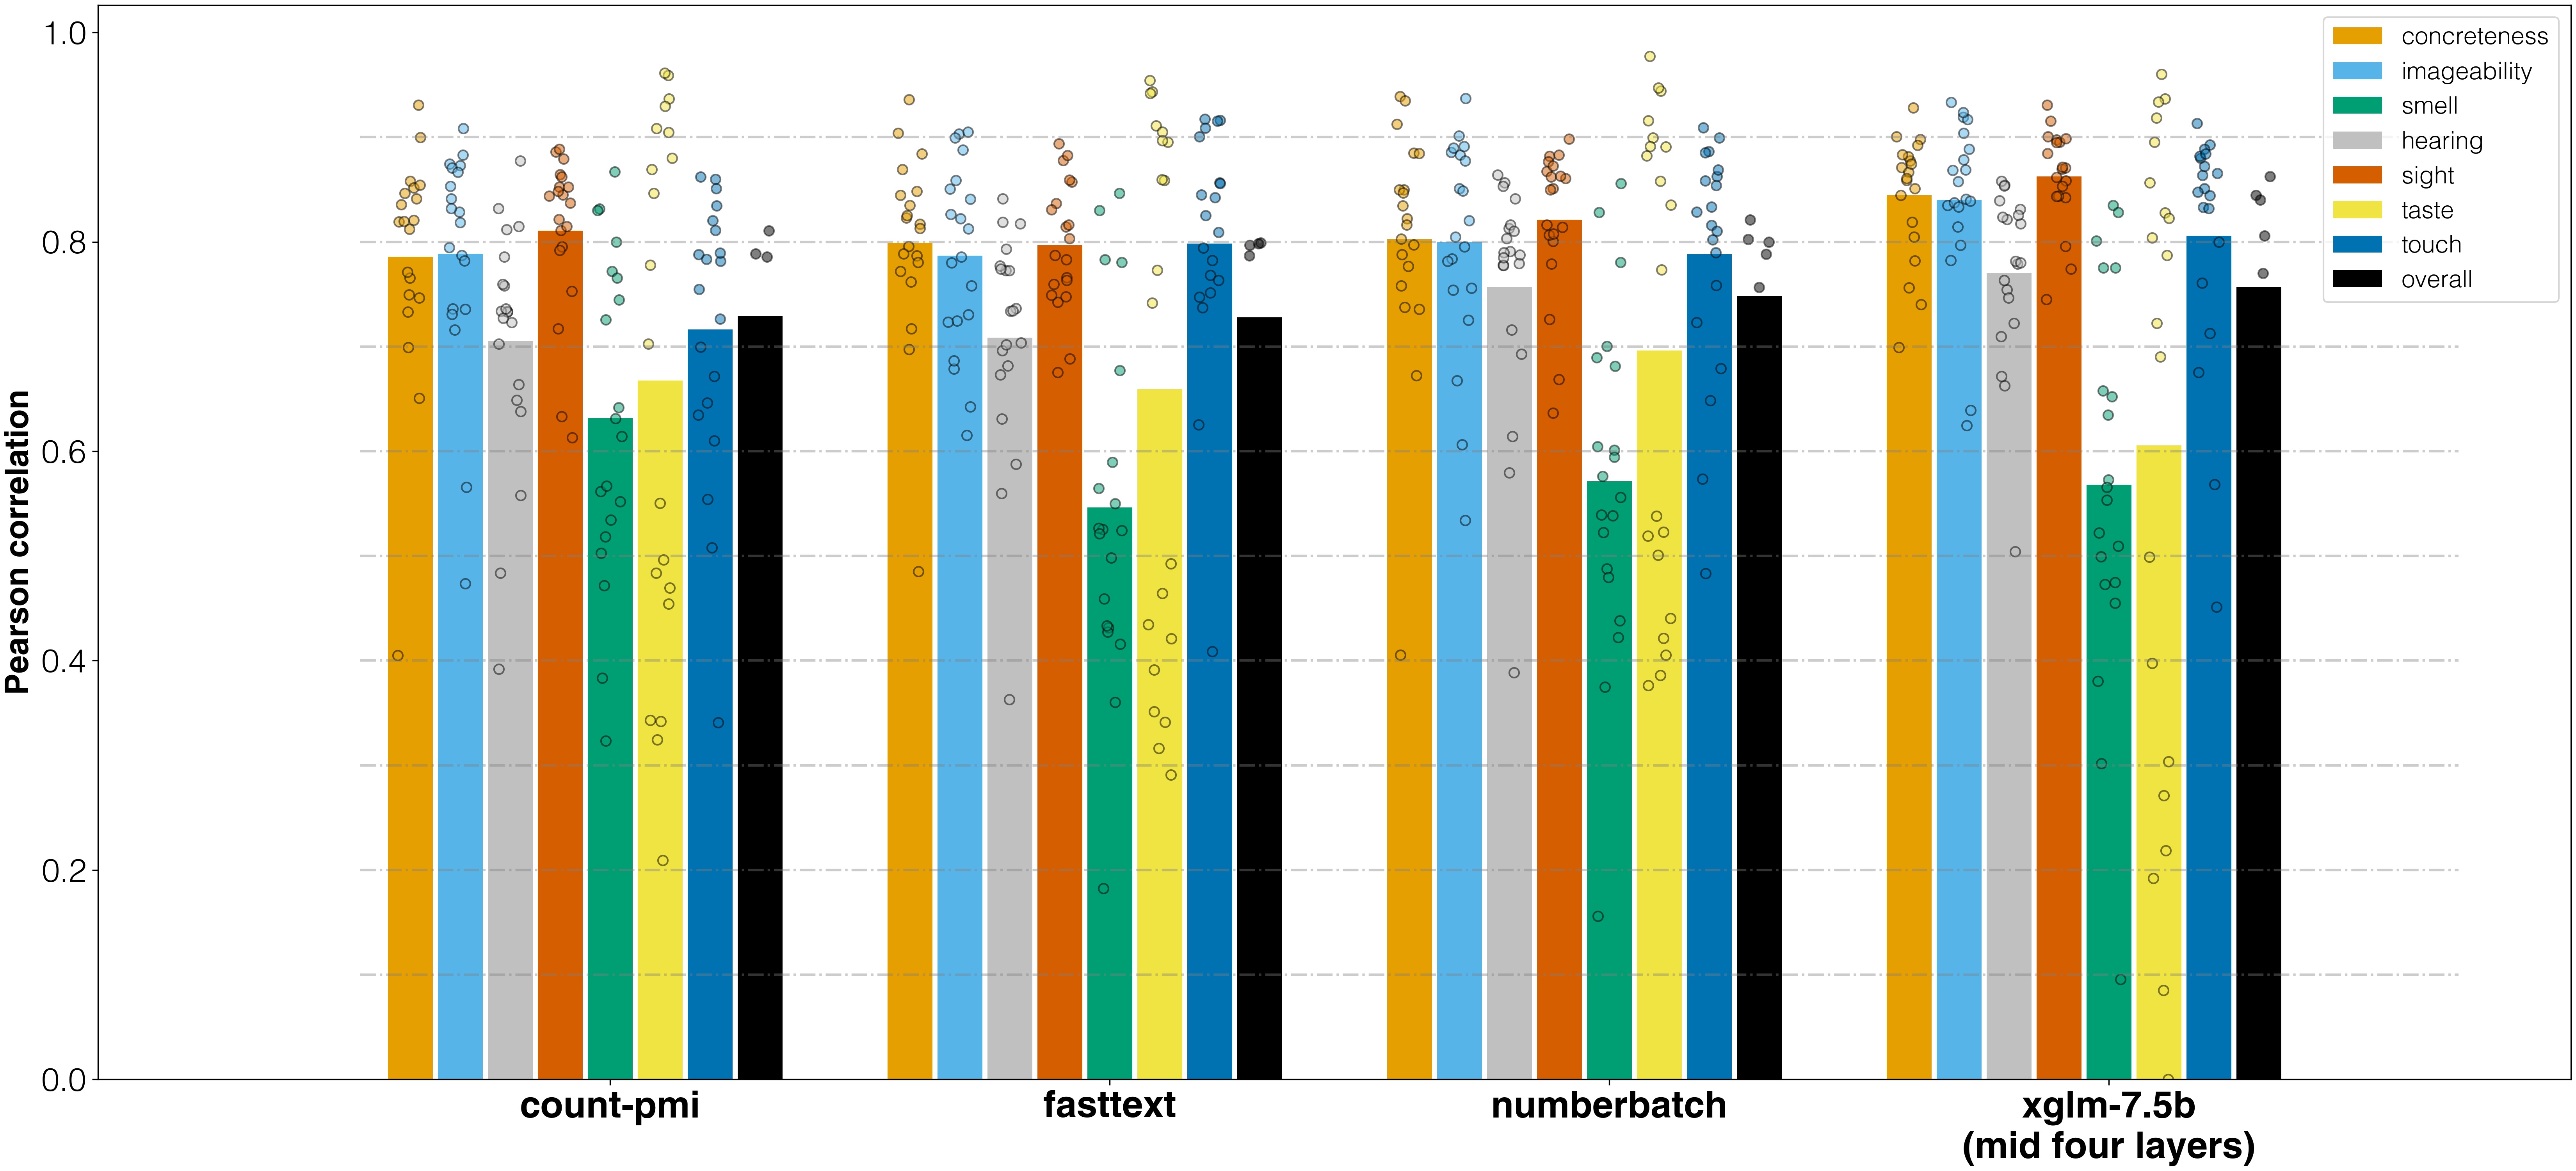 Pearson correlation
1.0
0.8
0.6
0.4
0.2
0.0
concreteness
imageability
smell
hearing
sight
taste
touch
overall
count-pmi
fasttext
numberbatch
xglm-7.5b
(mid four layers)